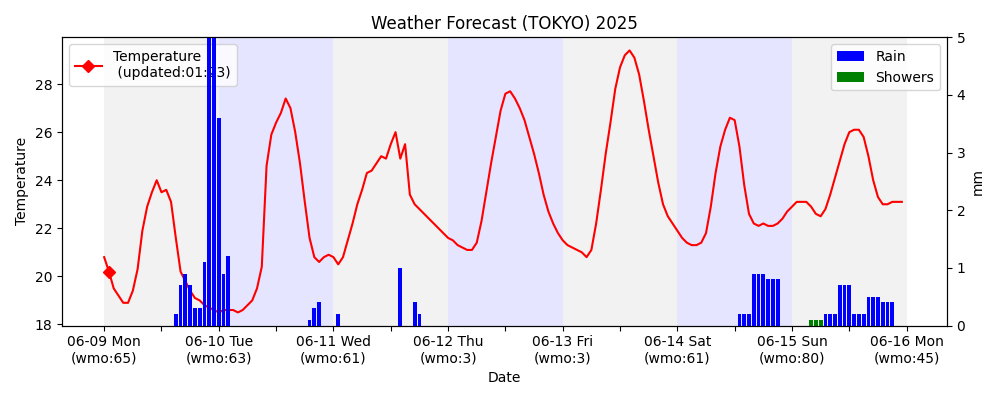 Weather Forecast (TOKYO) 2025
Temperature
(updated:01:23)
Rain
Showers
Temperature
28
26
24
22
20
18
5
4
3
2
1
0
mm
06-09 Mon
(wmo:65)
06-10 Tue
(wmo:63)
06-11 Wed
(wmo:61)
06-12 Thu
(wmo:3)
06-13 Fri
(wmo:3)
06-14 Sat
(wmo:61)
06-15 Sun
(wmo:80)
06-16 Mon
(wmo:45)
Date